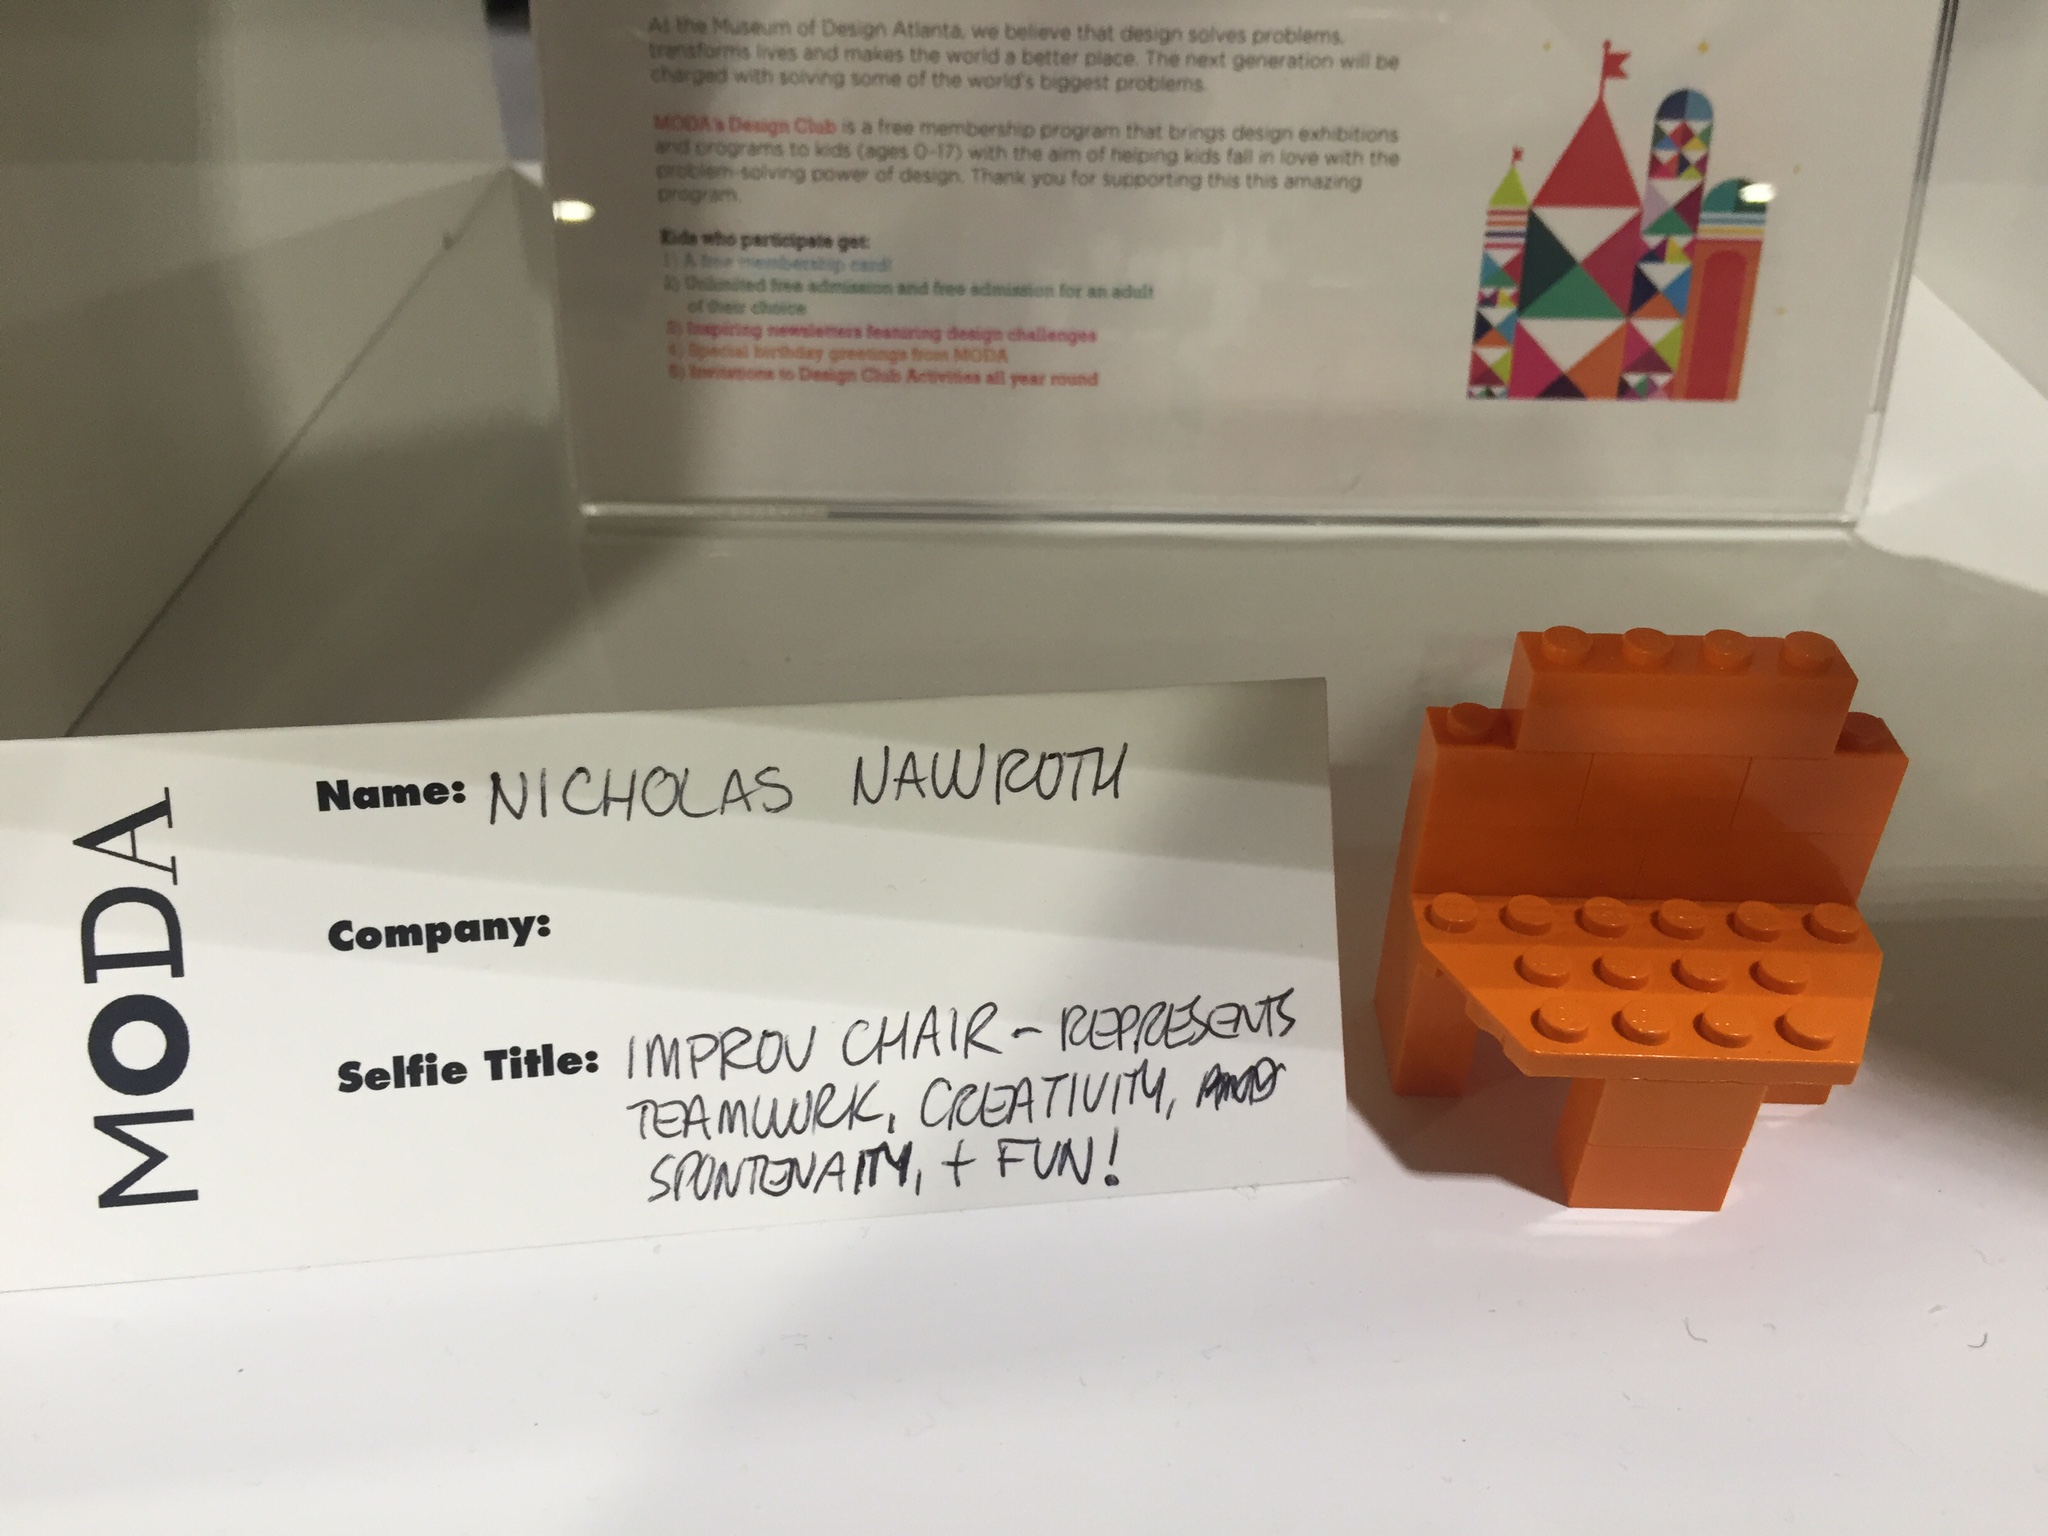 At the Museum of Design Atlanta, we believe that design solves problems,
transforms lives and makes the world a better place. The next generation will be
charged with solving some of the world's biggest problems.
MODA's Design Club is a free membership program that brings design exhibitions
and programs to kids (ages 0-17) with the aim of helping kids fall in love with the
problem-solving power of design. Thank you for supporting this this amazing
program.
Kids who participate get:
1) A free membership card!
2) Unlimited free admission and free admission for an adult
of their choice
3) Inspiring newsletters featuring design challenges
4) Special birthday greetings from MODA
5) Invitations to Design Club Activities all year round
MODA
Name: NICHOLAS NAWROTH
Company:
Selfie Title: IMPROV CHAIR - REPRESENTS
TEAMWORK, CREATIVITY,
SPONTENAITY, + FUN!